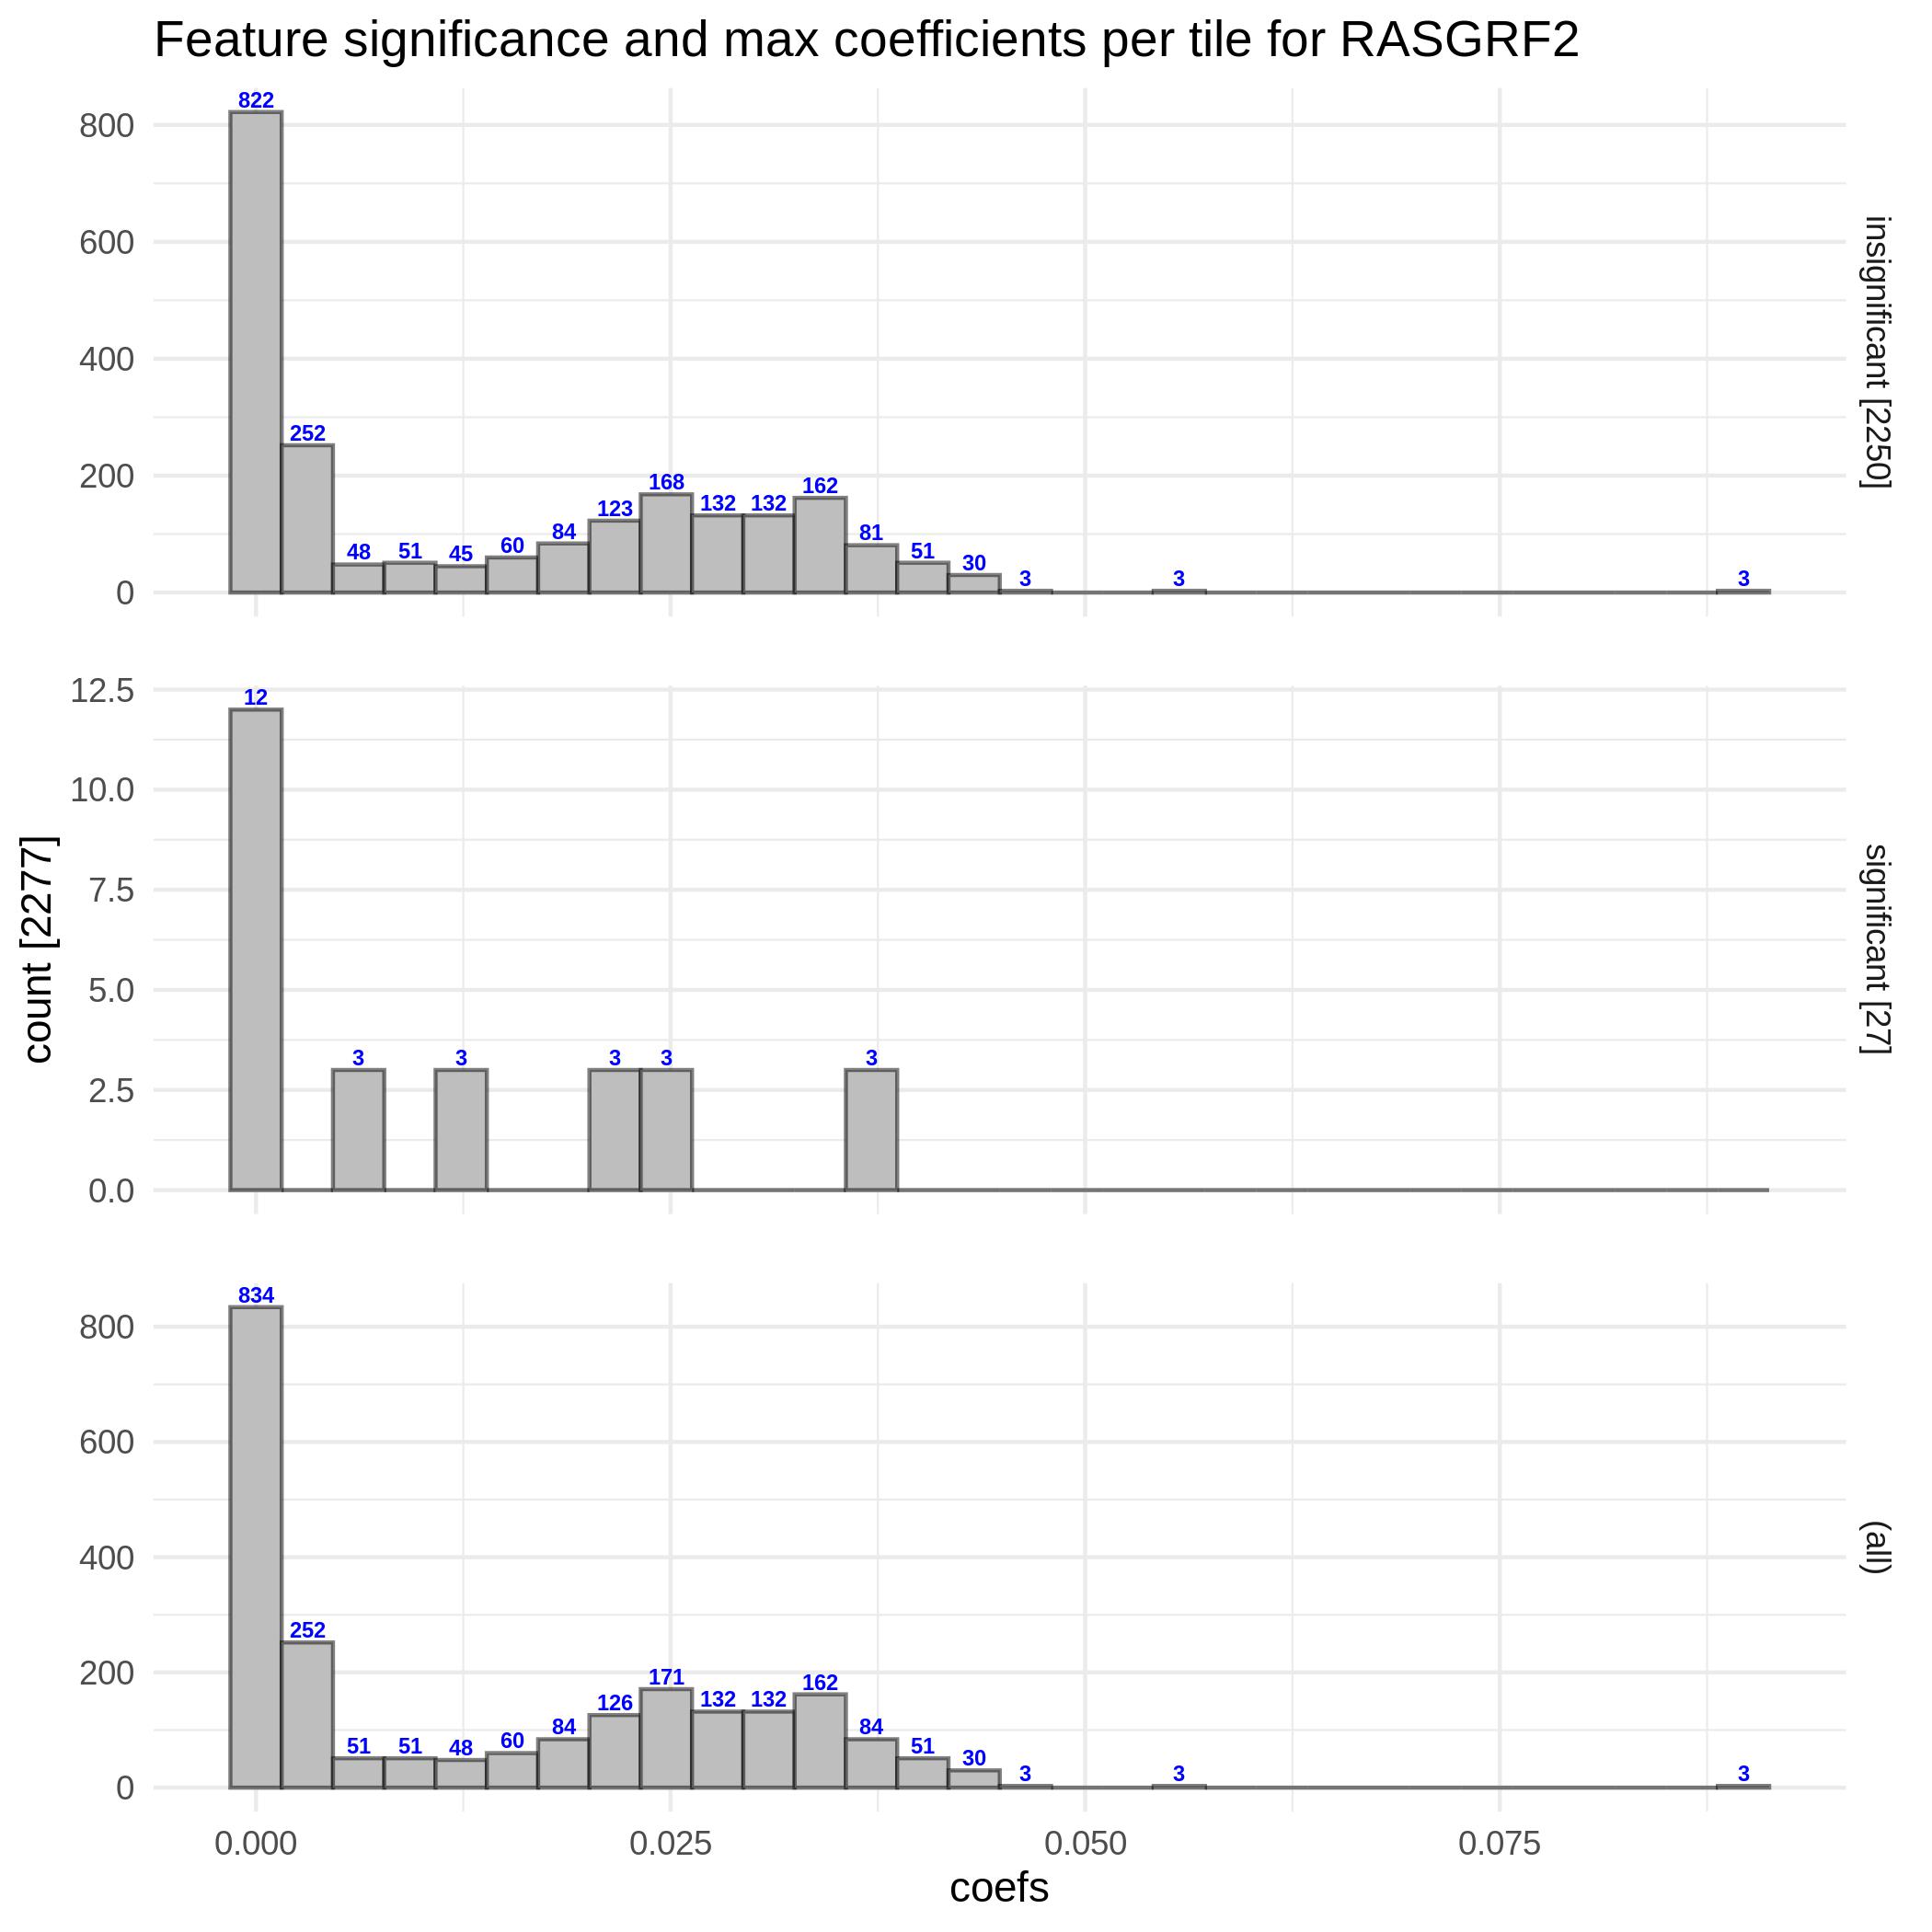 Feature significance and max coefficients per tile for RASGRF2
822
800
600
400
252
200
48 51 45 60 84 123 168 132 132 162 81 51 30 3 3 3
0
insignificant [2250]
12.5
12
10.0
7.5
5.0
3 3 3 3 3
2.5
0.0
significant [27]
count [2277]
834
800
600
400
252
200
51 51 48 60 84 126 171 132 132 162 84 51 30 3 3 3
0
(all)
0.000 0.025 0.050 0.075
coefs